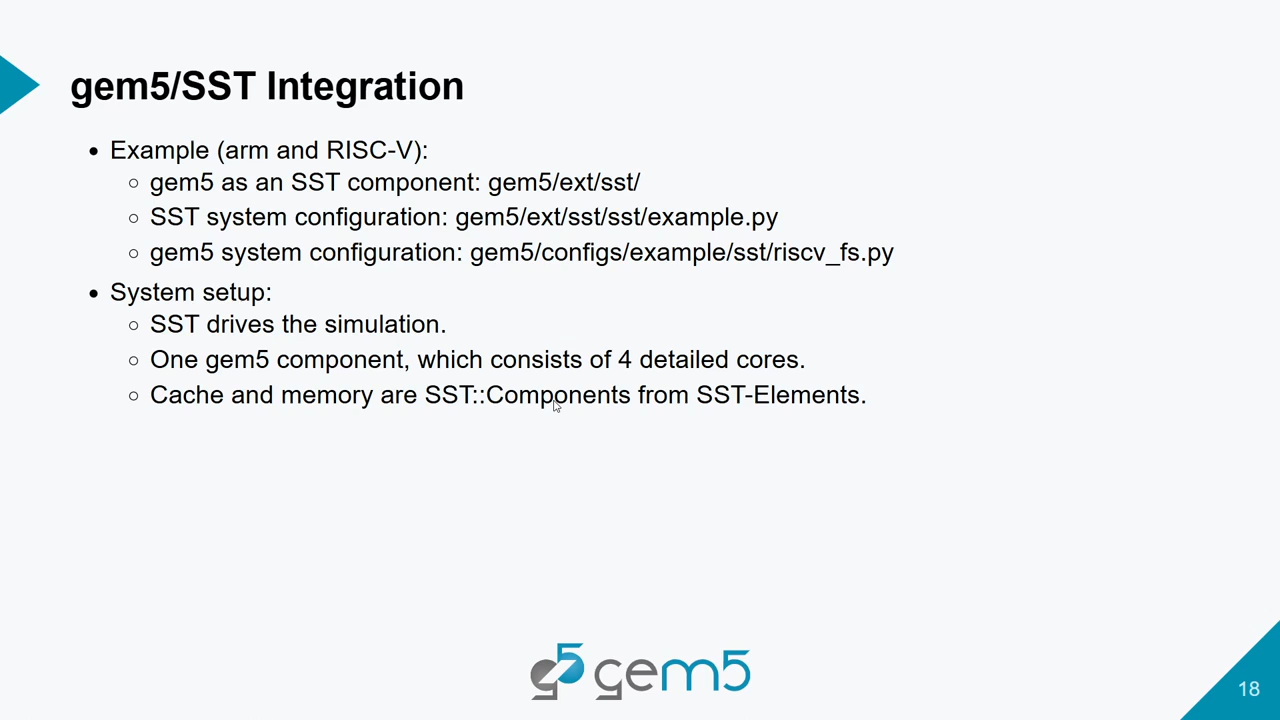 gem5/SST Integration
• Example (arm and RISC-V):
○ gem5 as an SST component: gem5/ext/sst/
○ SST system configuration: gem5/ext/sst/sst/example.py
○ gem5 system configuration: gem5/configs/example/sst/riscv_fs.py
• System setup:
○ SST drives the simulation.
○ One gem5 component, which consists of 4 detailed cores.
○ Cache and memory are SST::Components from SST-Elements.
g5 gem5
18